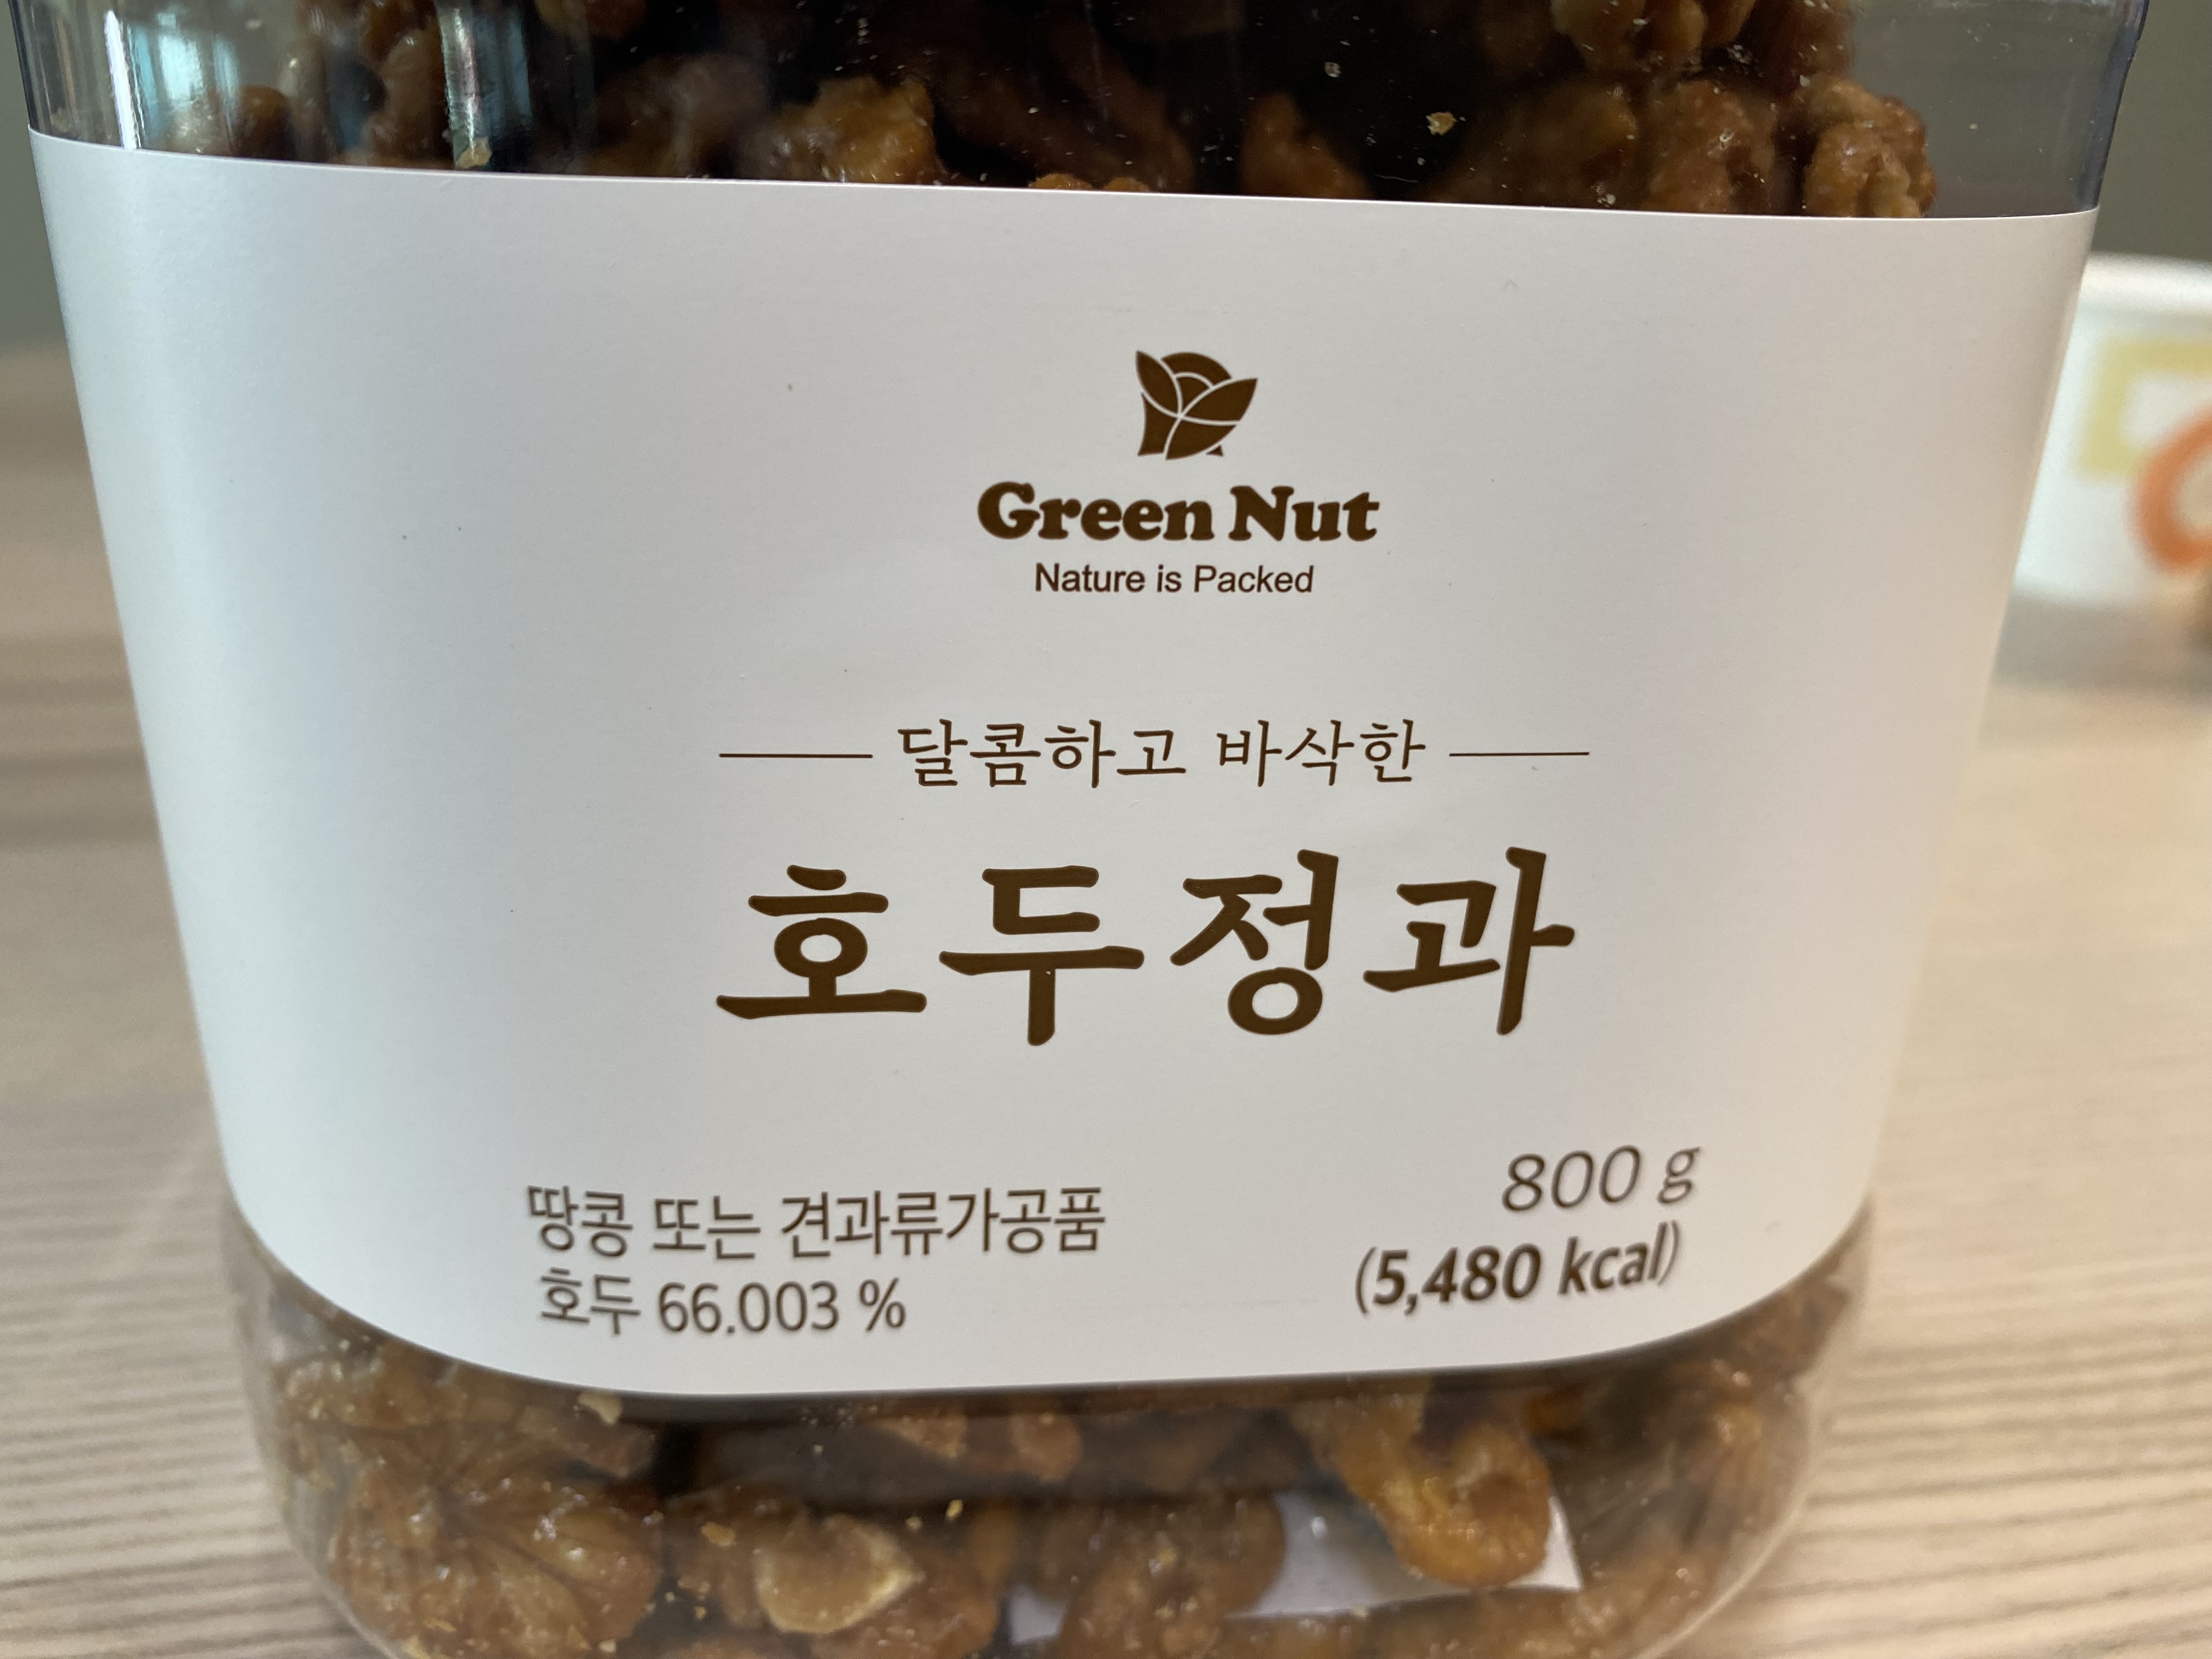 Green Nut
Nature is Packed
달콤하고 바삭한
호두정과
땅콩 또는 견과류가공품
호두 66.003 %
800 g
(5,480 kcal)